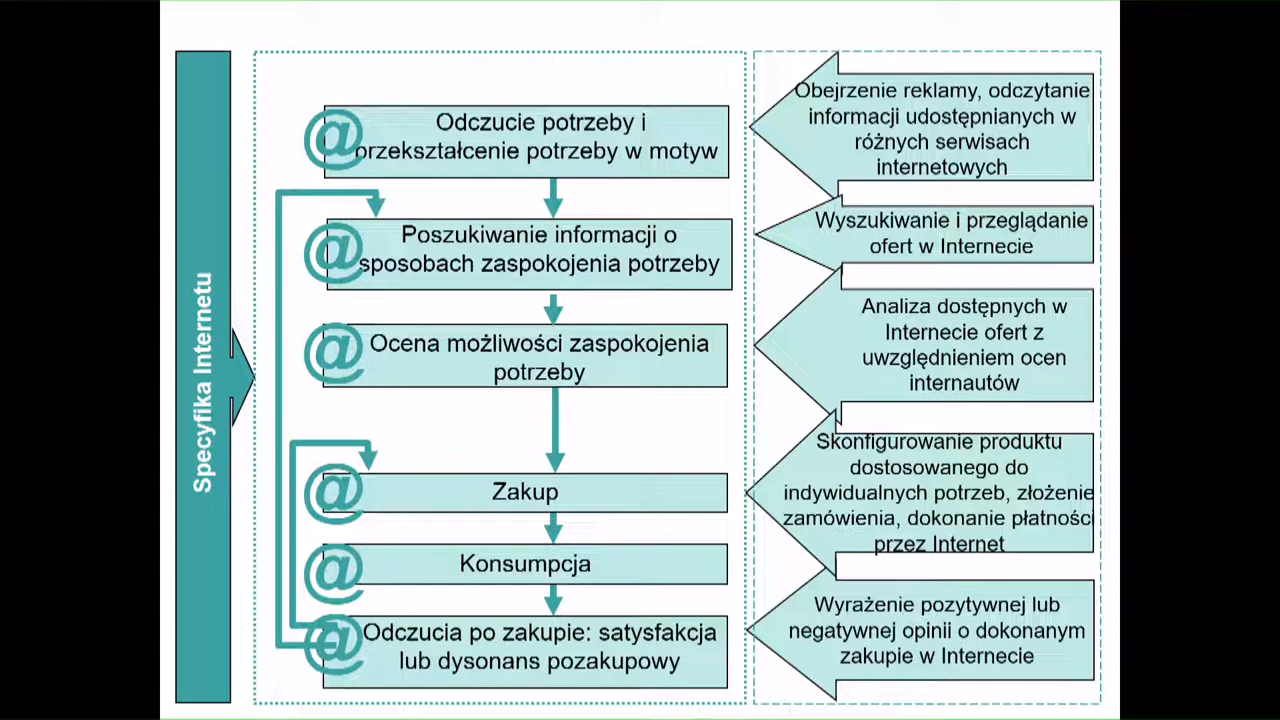 Specyfika Internetu
@
Odczucie potrzeby i
przekształcenie potrzeby w motyw
@
Poszukiwanie informacji o
sposobach zaspokojenia potrzeby
@
Ocena możliwości zaspokojenia
potrzeby
@
Zakup
@
Konsumpcja
@
Odczucia po zakupie: satysfakcja
lub dysonans pozakupowy
Obejrzenie reklamy, odczytanie
informacji udostępnianych w
różnych serwisach
internetowych
Wyszukiwanie i przeglądanie
ofert w Internecie
Analiza dostępnych w
Internecie ofert z
uwzględnieniem ocen
internautów
Skonfigurowanie produktu
dostosowanego do
indywidualnych potrzeb, złożenie
zamówienia, dokonanie płatności
przez Internet
Wyrażenie pozytywnej lub
negatywnej opinii o dokonanym
zakupie w Internecie